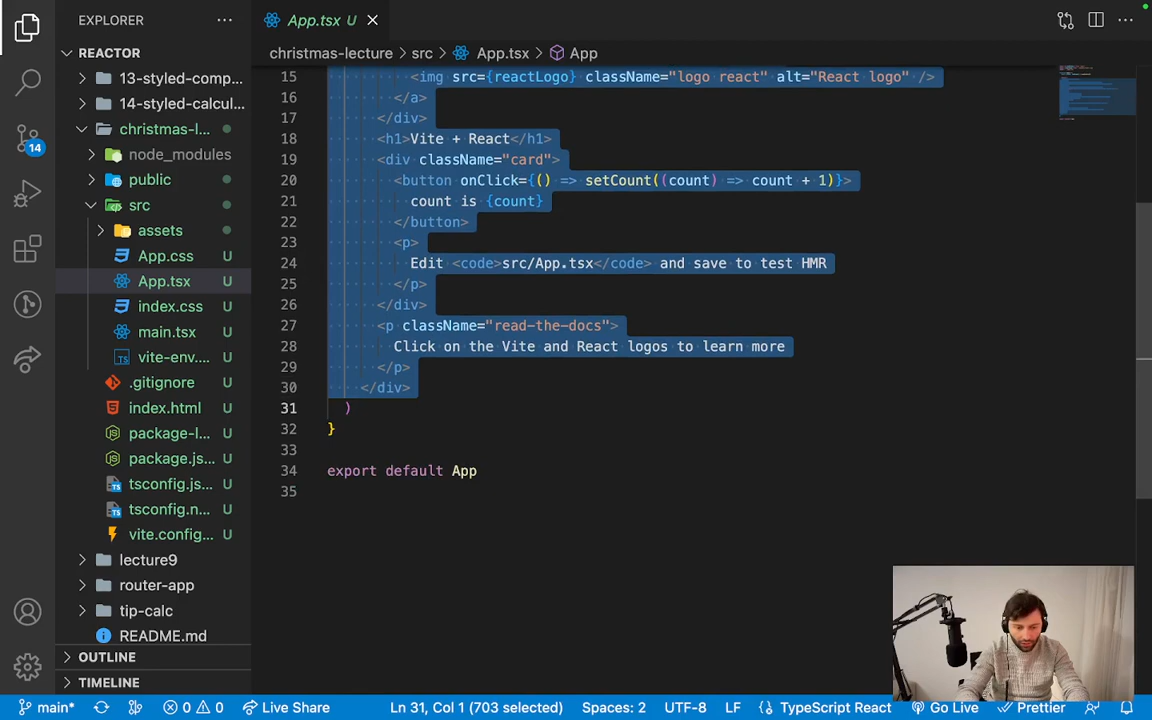 EXPLORER
REACTOR
13-styled-comp...
14-styled-calcul...
christmas-l...
node_modules
public
src
assets
App.css U
App.tsx U
index.css U
main.tsx U
vite-env.... U
.gitignore U
index.html U
package-l... U
package.js... U
tsconfig.js... U
tsconfig.n... U
vite.config... U
lecture9
router-app
tip-calc
README.md
OUTLINE
TIMELINE
14
App.tsx U
christmas-lecture > src > App.tsx > App
15 <img src={reactLogo} className="logo react" alt="React logo" />
16 </a>
17 </div>
18 <h1>Vite + React</h1>
19 <div className="card">
20 <button onClick={() => setCount((count) => count + 1)}>
21 count is {count}
22 </button>
23 <p>
24 Edit <code>src/App.tsx</code> and save to test HMR
25 </p>
26 </div>
27 <p className="read-the-docs">
28 Click on the Vite and React logos to learn more
29 </p>
30 </div>
31 )
32 }
33
34 export default App
35
main* 0 0 Live Share Ln 31, Col 1 (703 selected) Spaces: 2 UTF-8 LF TypeScript React Go Live Prettier